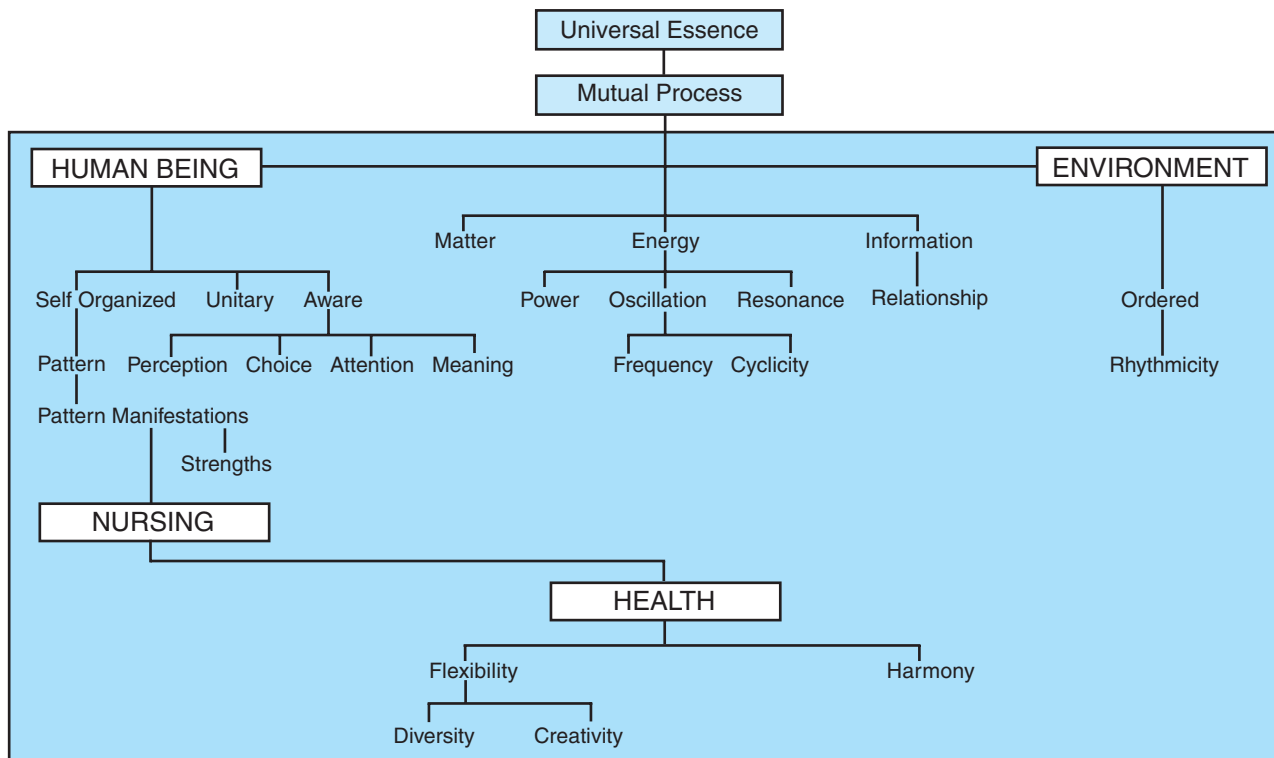 Universal Essence
Mutual Process
HUMAN BEING
ENVIRONMENT
Matter
Energy
Information
Self Organized
Unitary
Aware
Power
Oscillation
Resonance
Relationship
Ordered
Pattern
Perception
Choice
Attention
Meaning
Frequency
Cyclicity
Rhythmicity
Pattern Manifestations
Strengths
NURSING
HEALTH
Flexibility
Harmony
Diversity
Creativity